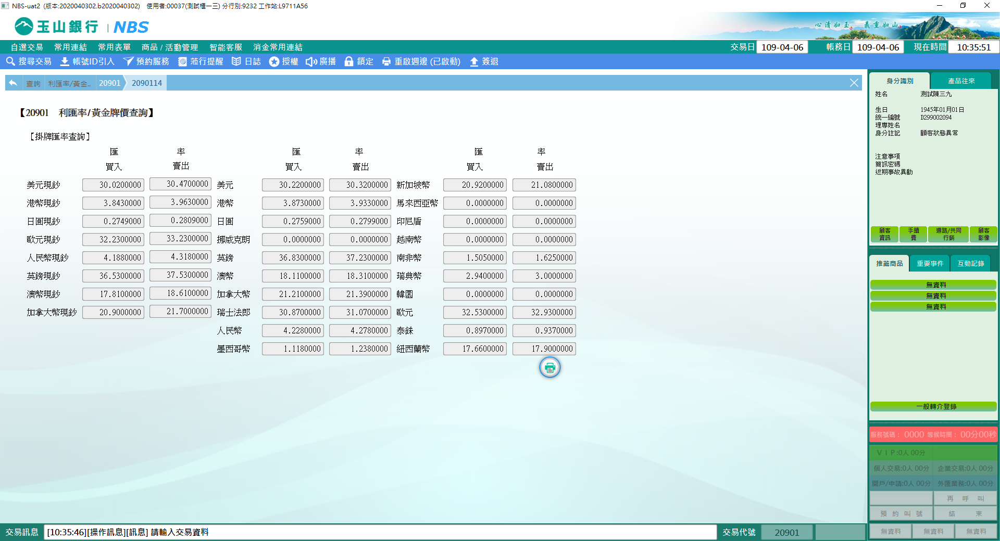 NBS-uat2 (版本:2020040302.b2020040302) 使用者:00037(測試櫃一三) 分行別:9232 工作站:L9711A56
玉山銀行 | NBS
心清如玉 義重如山
自選交易 常用連結 常用表單 商品 / 活動管理 智能客服 消金常用連結 交易日 109-04-06 帳務日 109-04-06 現在時間 10:35:51
搜尋交易 帳號ID引入 預約服務 蒞行提醒 日誌 授權 廣播 鎖定 重啟週邊 (已啟動) 簽退
查詢 利匯率/黃金.. 20901 2090114
【20901 利匯率/黃金牌價查詢】
【掛牌匯率查詢】
匯 率 匯 率 匯 率
買入 賣出 買入 賣出 買入 賣出
美元現鈔 30.0200000 30.4700000 美元 30.2200000 30.3200000 新加坡幣 20.9200000 21.0800000
港幣現鈔 3.8430000 3.9630000 港幣 3.8730000 3.9330000 馬來西亞幣 0.0000000 0.0000000
日圓現鈔 0.2749000 0.2809000 日圓 0.2759000 0.2799000 印尼盾 0.0000000 0.0000000
歐元現鈔 32.2300000 33.2300000 挪威克朗 0.0000000 0.0000000 越南幣 0.0000000 0.0000000
人民幣現鈔 4.1880000 4.3180000 英鎊 36.8300000 37.2300000 南非幣 1.5050000 1.6250000
英鎊現鈔 36.5300000 37.5300000 澳幣 18.1100000 18.3100000 瑞典幣 2.9400000 3.0000000
澳幣現鈔 17.8100000 18.6100000 加拿大幣 21.2100000 21.3900000 韓圜 0.0000000 0.0000000
加拿大幣現鈔 20.9000000 21.7000000 瑞士法郎 30.8700000 31.0700000 歐元 32.5300000 32.9300000
人民幣 4.2280000 4.2780000 泰銖 0.8970000 0.9370000
墨西哥幣 1.1180000 1.2380000 紐西蘭幣 17.6600000 17.9000000
身分識別 產品往來
姓名 測試陳三九
生日 1945年01月01日
統一編號 D299002094
理專姓名
身分註記 顧客狀態異常
注意事項
簡訊密碼
近期事故異動
顧客資訊 手續費 通路/共同行銷 顧客影像
推薦商品 重要事件 互動記錄
無資料
無資料
無資料
一般轉介登錄
服務號碼： 0000 等候時間： 00分00秒
ＶＩＰ:0人 00分
個人交易:0人 00分 企業交易:0人 00分
開戶/申請:0人 00分 外匯業務:0人 00分
再 呼 叫
預 約 叫 號 結 束
無資料 無資料 無資料
交易訊息 [10:35:46][操作訊息][訊息] 請輸入交易資料 交易代號 20901